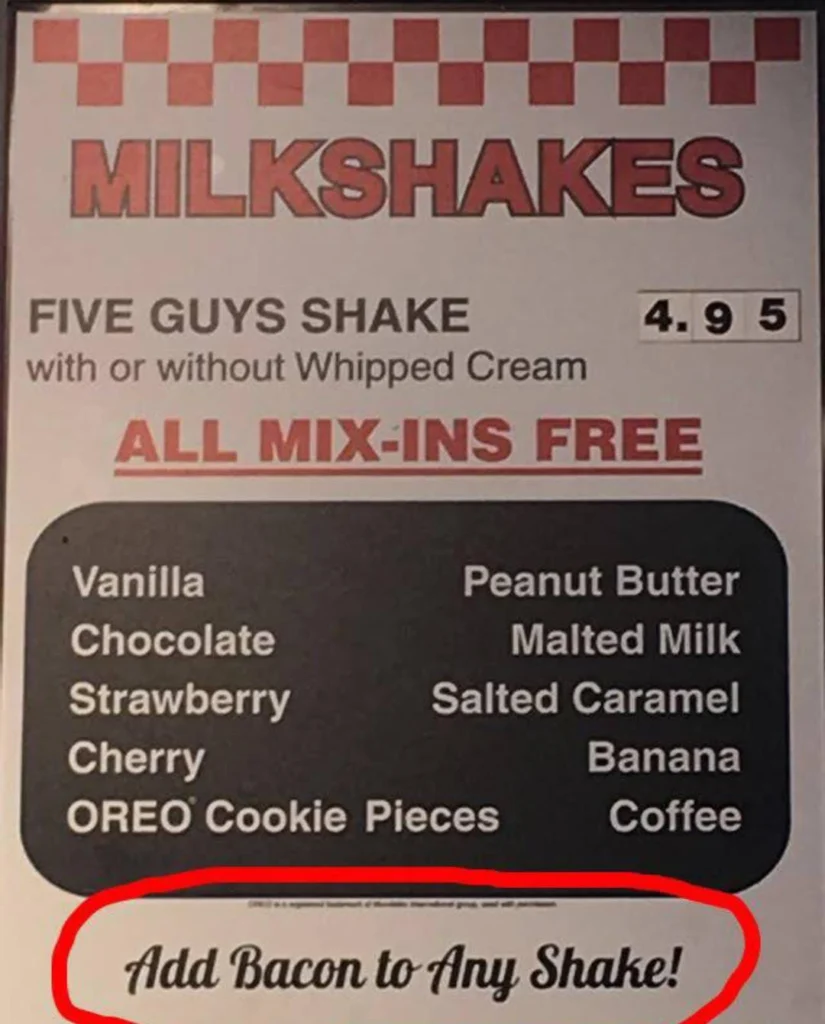 MILKSHAKES
FIVE GUYS SHAKE 4.95
with or without Whipped Cream
ALL MIX-INS FREE
Vanilla Peanut Butter
Chocolate Malted Milk
Strawberry Salted Caramel
Cherry Banana
OREO Cookie Pieces Coffee
Add Bacon to Any Shake!